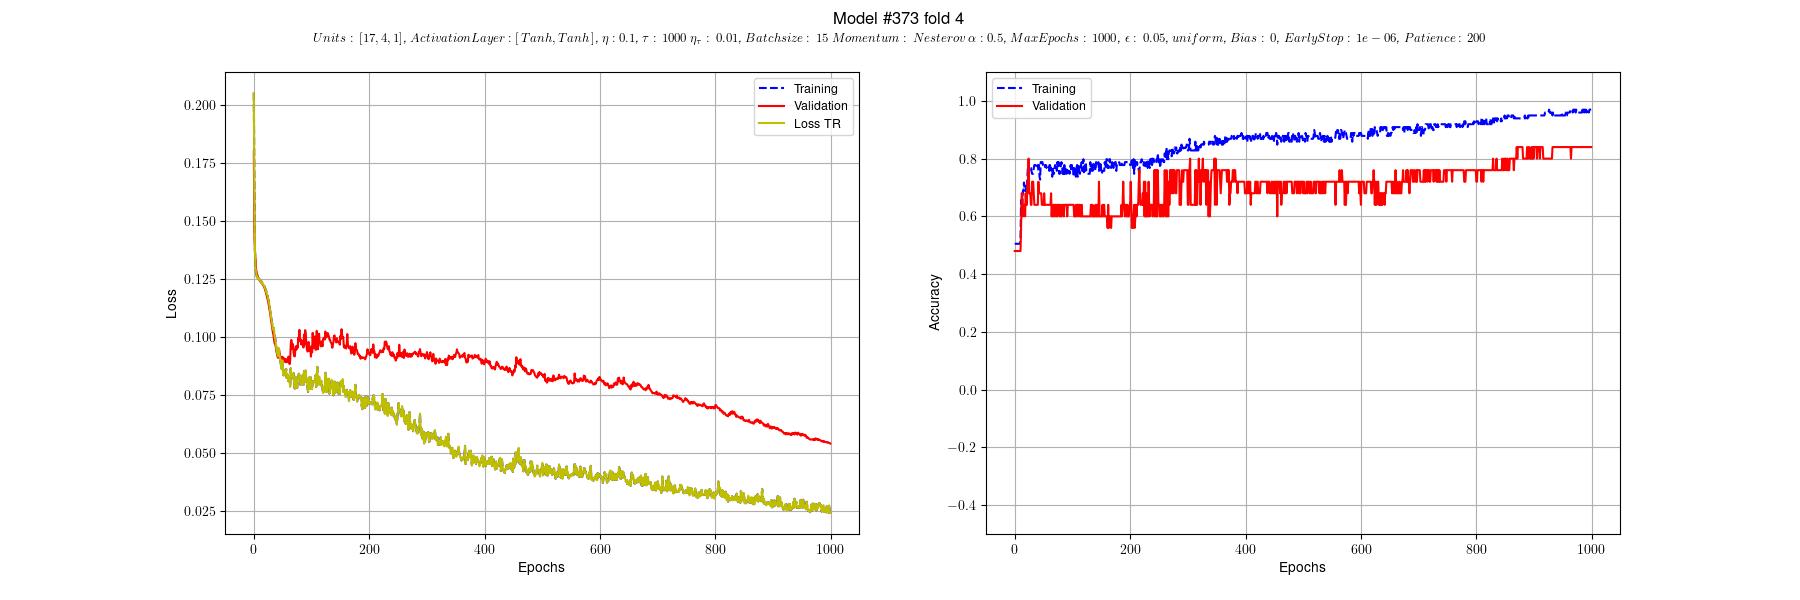 Model #373 fold 4
Units : [17, 4, 1], ActivationLayer : [Tanh, Tanh], η : 0.1, τ : 1000 ητ : 0.01, Batchsize : 15 Momentum : Nesterov α : 0.5, MaxEpochs : 1000, ϵ : 0.05, uniform, Bias : 0, EarlyStop : 1e − 06, Patience : 200
Training
Validation
Loss TR
0.200
0.175
0.150
0.125
0.100
0.075
0.050
0.025
Loss
0 200 400 600 800 1000
Epochs
Training
Validation
1.0
0.8
0.6
0.4
0.2
0.0
−0.2
−0.4
Accuracy
0 200 400 600 800 1000
Epochs